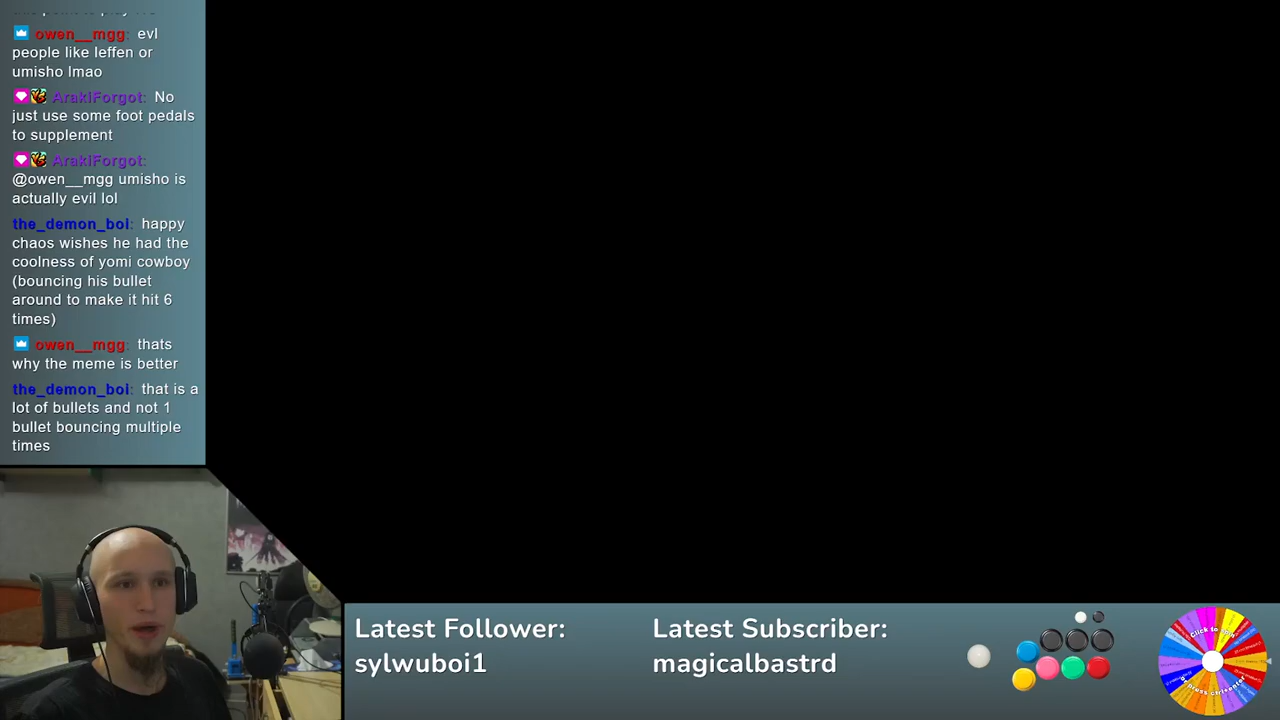 owen__mgg: evl
people like leffen or
umisho lmao
ArakiForgot: No
just use some foot pedals
to supplement
ArakiForgot:
@owen__mgg umisho is
actually evil lol
the_demon_boi: happy
chaos wishes he had the
coolness of yomi cowboy
(bouncing his bullet
around to make it hit 6
times)
owen__mgg: thats
why the meme is better
the_demon_boi: that is a
lot of bullets and not 1
bullet bouncing multiple
times
Latest Follower:
sylwuboi1
Latest Subscriber:
magicalbastrd